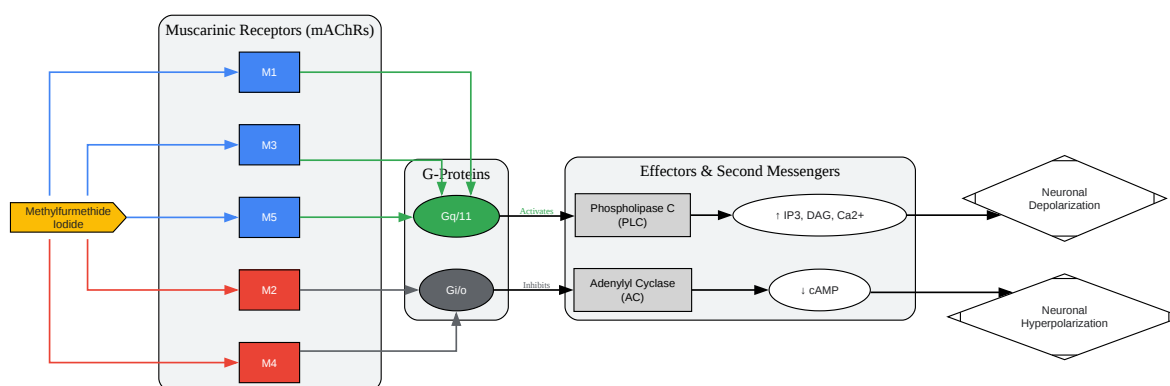 Muscarinic Receptors (mAChRs)
M1
M3
M5
M2
M4
Methylfurmethide
Iodide
G-Proteins
Gq/11
Gi/o
Activates
Inhibits
Effectors & Second Messengers
Phospholipase C
(PLC)
↑ IP3, DAG, Ca2+
Adenylyl Cyclase
(AC)
↓ cAMP
Neuronal
Depolarization
Neuronal
Hyperpolarization